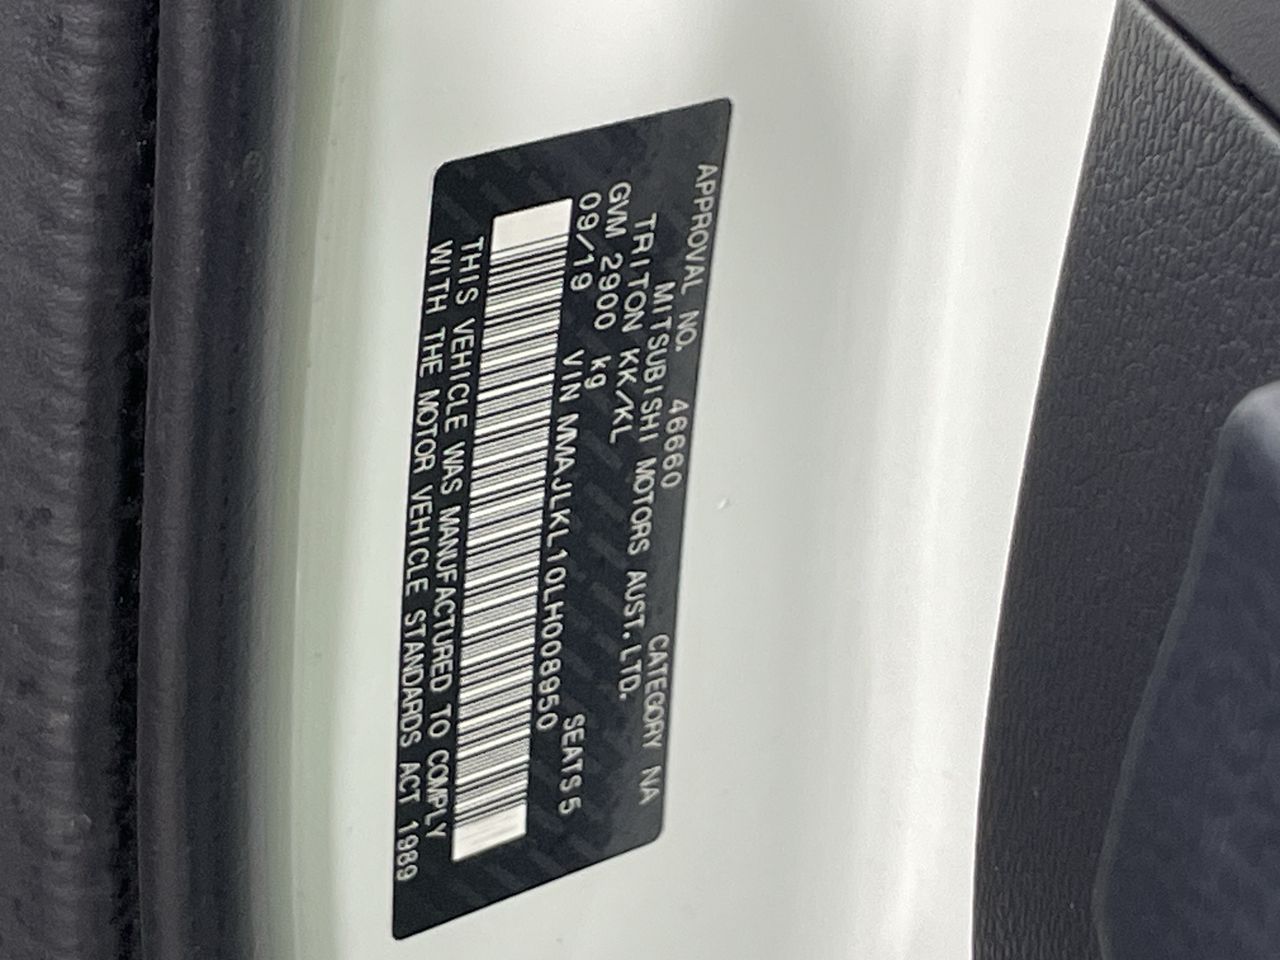 APPROVAL NO. 46660 CATEGORY NA
MITSUBISHI MOTORS AUST.LTD.
TRITON KK/KL
GVM 2900 kg SEATS 5
09/19 VIN MMAJLKL10LH008950
THIS VEHICLE WAS MANUFACTURED TO COMPLY
WITH THE MOTOR VEHICLE STANDARDS ACT 1989